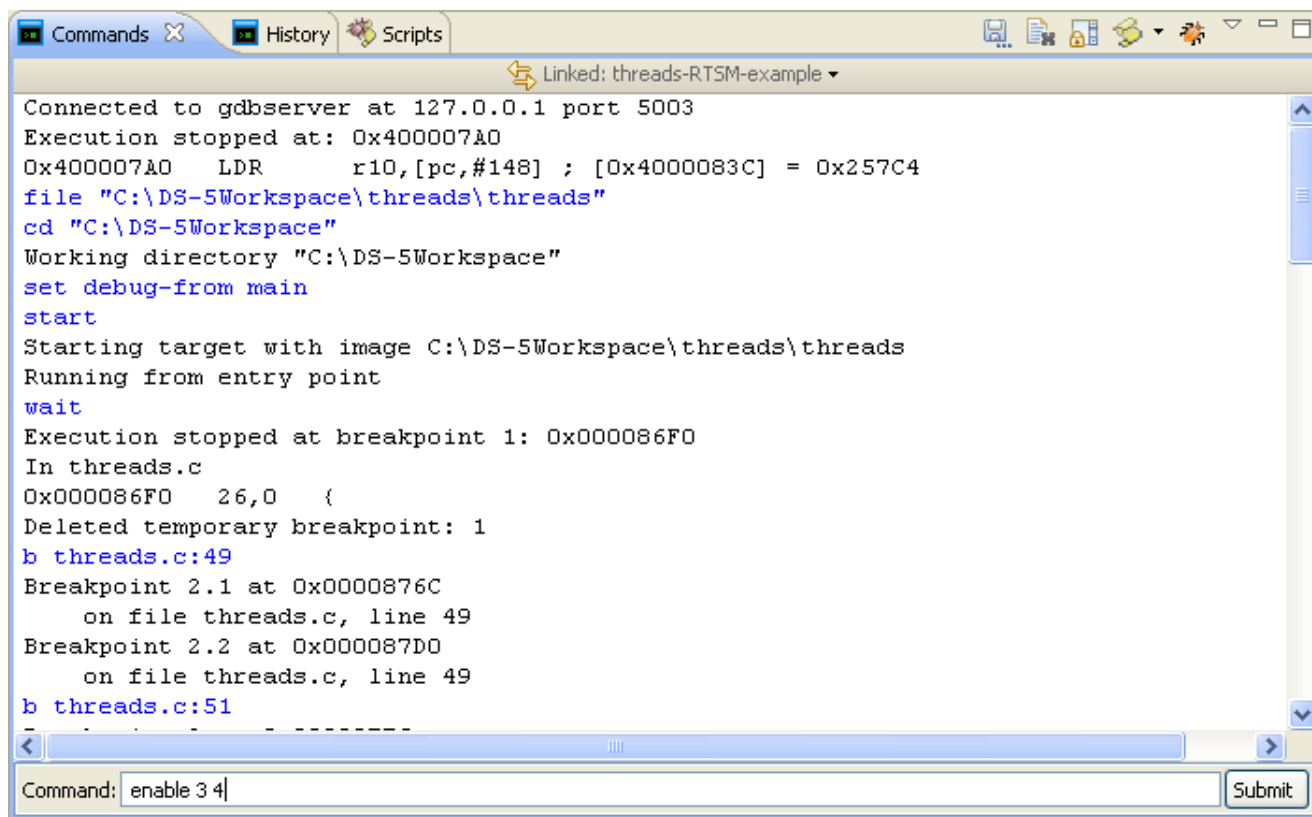 Commands History Scripts
Linked: threads-RTSM-example
Connected to gdbserver at 127.0.0.1 port 5003
Execution stopped at: 0x400007A0
0x400007A0 LDR r10,[pc,#148] ; [0x4000083C] = 0x257C4
file "C:\DS-5Workspace\threads\threads"
cd "C:\DS-5Workspace"
Working directory "C:\DS-5Workspace"
set debug-from main
start
Starting target with image C:\DS-5Workspace\threads\threads
Running from entry point
wait
Execution stopped at breakpoint 1: 0x000086F0
In threads.c
0x000086F0 26,0 {
Deleted temporary breakpoint: 1
b threads.c:49
Breakpoint 2.1 at 0x0000876C
on file threads.c, line 49
Breakpoint 2.2 at 0x000087D0
on file threads.c, line 49
b threads.c:51
Command: enable 3 4 Submit